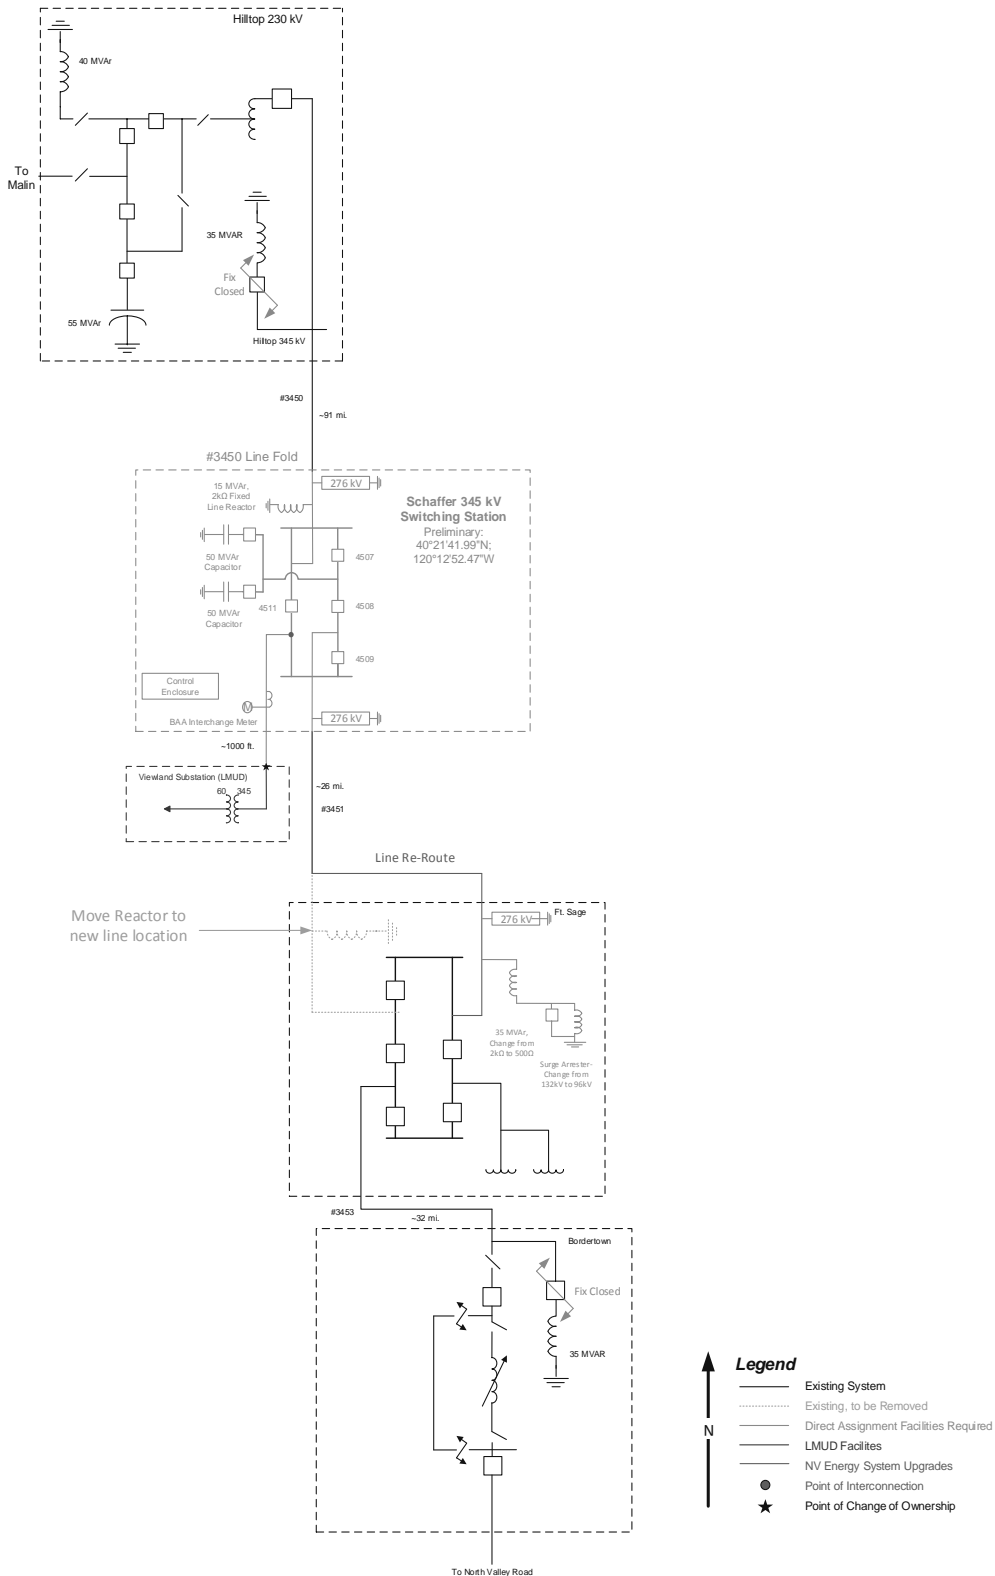 Hilltop 230 kV
40 MVAr
To
Malin
35 MVAR
Fix
Closed
55 MVAr
Hilltop 345 kV
#3450
~91 mi.
#3450 Line Fold
15 MVAr,
2kΩ Fixed
Line Reactor
276 kV
Schaffer 345 kV
Switching Station
Preliminary:
40°21'41.99"N;
120°12'52.47"W
50 MVAr
Capacitor
4507
50 MVAr
Capacitor
4511
4508
4509
Control
Enclosure
M
BAA Interchange Meter
276 kV
~1000 ft.
Viewland Substation (LMUD)
60
345
~26 mi.
#3451
Line Re-Route
Move Reactor to
new line location
276 kV
Ft. Sage
35 MVAr,
Change from
2kΩ to 500Ω
Surge Arrester-
Change from
132kV to 96kV
#3453
~32 mi.
Bordertown
Fix Closed
35 MVAR
To North Valley Road
N
Legend
Existing System
Existing, to be Removed
Direct Assignment Facilities Required
LMUD Facilites
NV Energy System Upgrades
Point of Interconnection
Point of Change of Ownership